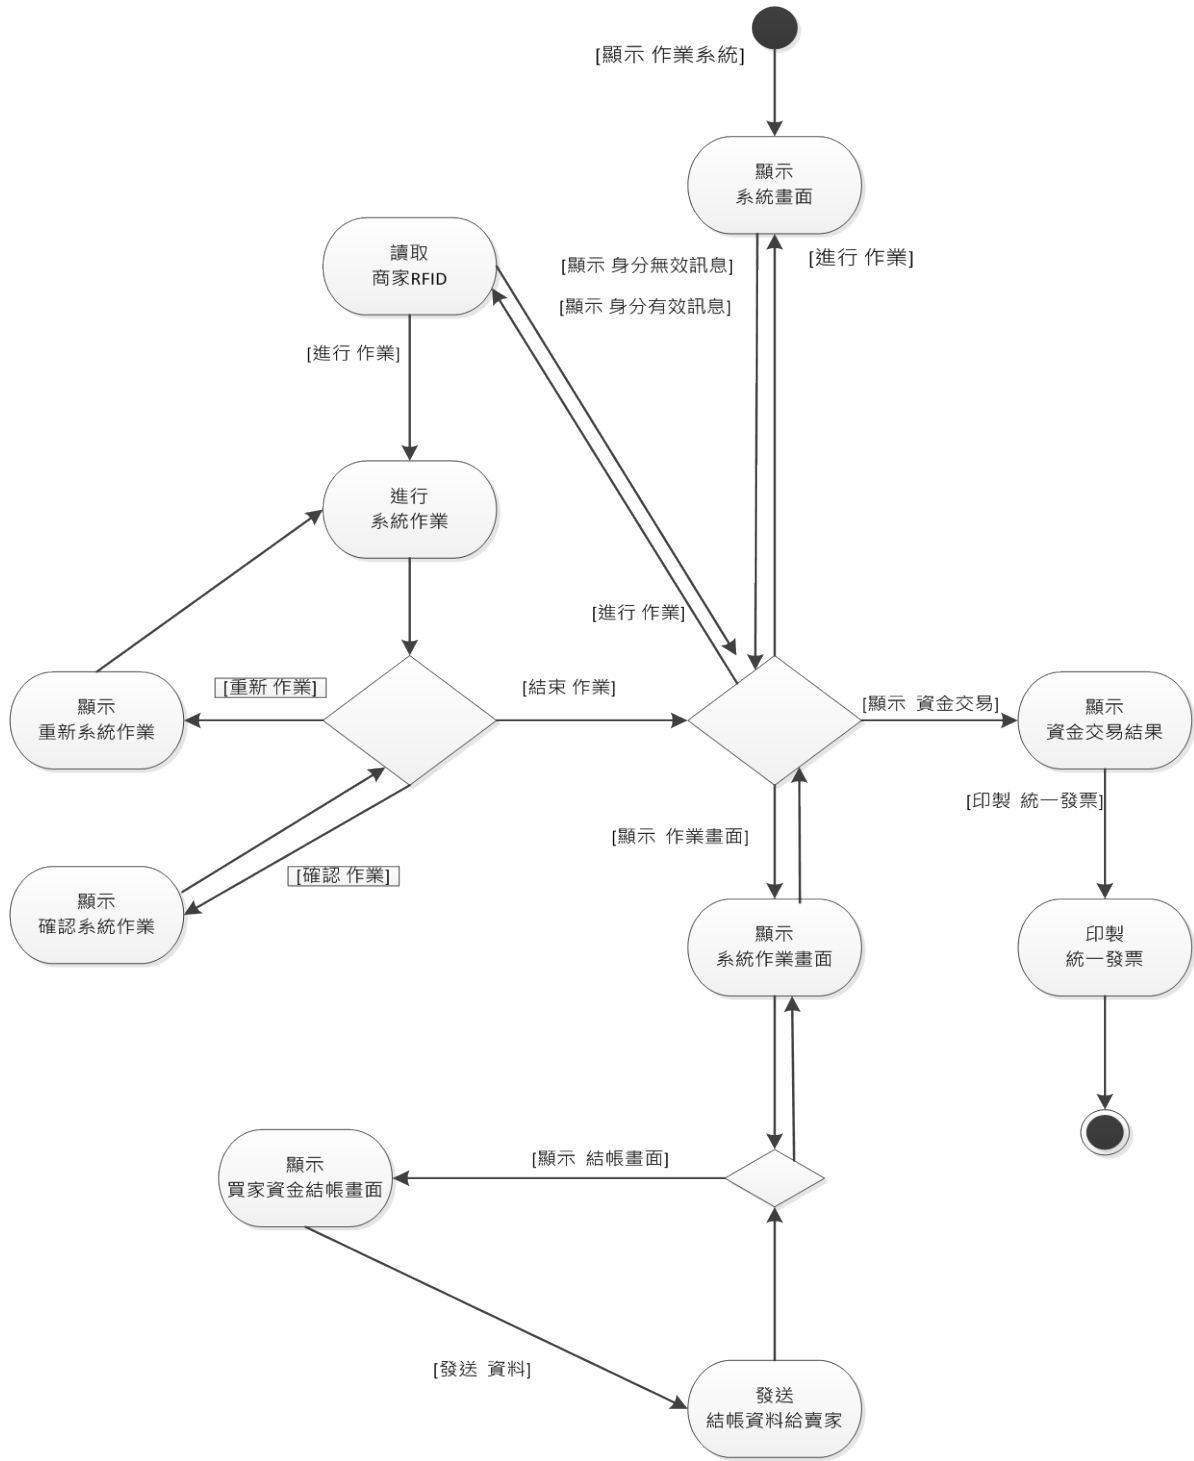 [顯示 作業系統]
顯示
系統畫面
讀取
商家RFID
[顯示 身分無效訊息]
[進行 作業]
[顯示 身分有效訊息]
[進行 作業]
進行
系統作業
[進行 作業]
[重新 作業]
[結束 作業]
[顯示 資金交易]
顯示
重新系統作業
顯示
資金交易結果
[印製 統一發票]
[顯示 作業畫面]
[確認 作業]
顯示
確認系統作業
顯示
系統作業畫面
印製
統一發票
[顯示 結帳畫面]
顯示
買家資金結帳畫面
[發送 資料]
發送
結帳資料給賣家